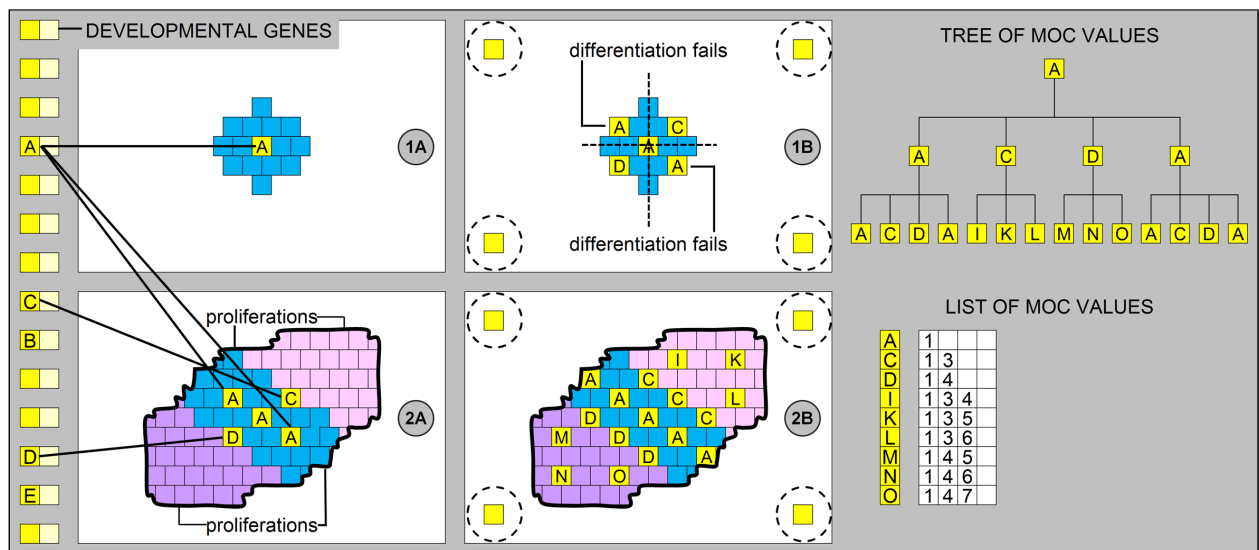 DEVELOPMENTAL GENES
A
C
B
D
E
A
1A
differentiation fails
A C
A
D A
differentiation fails
1B
TREE OF MOC VALUES
A
A C D A
A C D A I K L M N O A C D A
proliferations
A C
A
D A
2A
proliferations
I K
A C
A C L
D A C
M D A
D A
N O
2B
LIST OF MOC VALUES
A 1
C 1 3
D 1 4
I 1 3 4
K 1 3 5
L 1 3 6
M 1 4 5
N 1 4 6
O 1 4 7